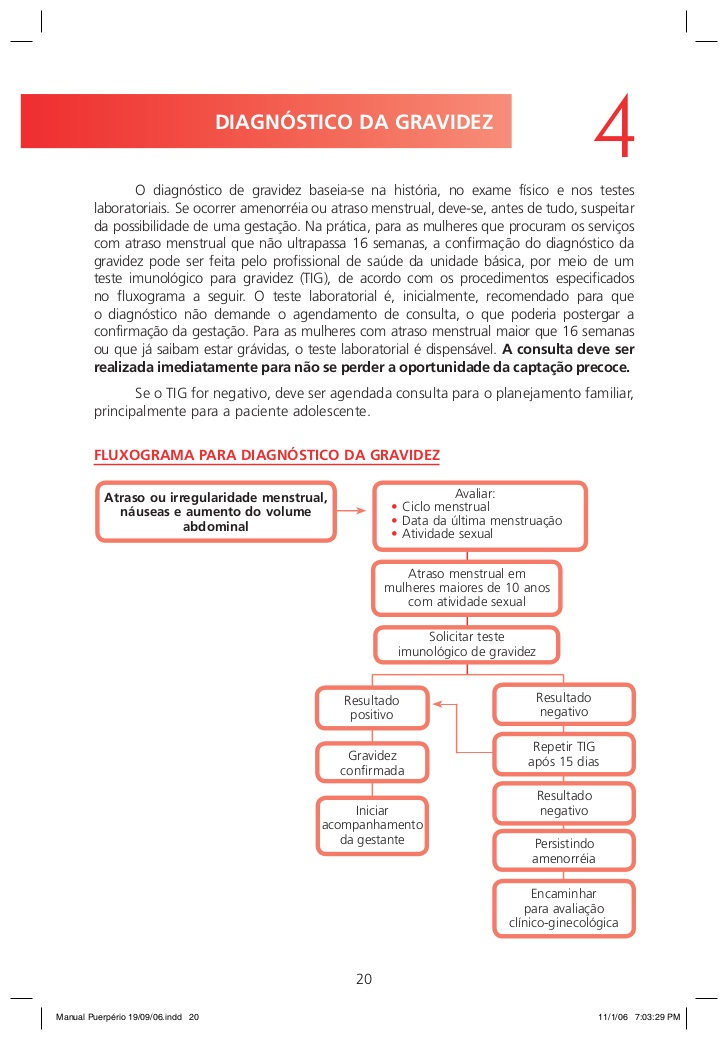 DIAGNÓSTICO DA GRAVIDEZ
4
O diagnóstico de gravidez baseia-se na história, no exame físico e nos testes
laboratoriais. Se ocorrer amenorréia ou atraso menstrual, deve-se, antes de tudo, suspeitar
da possibilidade de uma gestação. Na prática, para as mulheres que procuram os serviços
com atraso menstrual que não ultrapassa 16 semanas, a confirmação do diagnóstico da
gravidez pode ser feita pelo profissional de saúde da unidade básica, por meio de um
teste imunológico para gravidez (TIG), de acordo com os procedimentos especificados
no fluxograma a seguir. O teste laboratorial é, inicialmente, recomendado para que
o diagnóstico não demande o agendamento de consulta, o que poderia postergar a
confirmação da gestação. Para as mulheres com atraso menstrual maior que 16 semanas
ou que já saibam estar grávidas, o teste laboratorial é dispensável. A consulta deve ser
realizada imediatamente para não se perder a oportunidade da captação precoce.
Se o TIG for negativo, deve ser agendada consulta para o planejamento familiar,
principalmente para a paciente adolescente.
FLUXOGRAMA PARA DIAGNÓSTICO DA GRAVIDEZ
Atraso ou irregularidade menstrual,
náuseas e aumento do volume
abdominal
Avaliar:
• Ciclo menstrual
• Data da última menstruação
• Atividade sexual
Atraso menstrual em
mulheres maiores de 10 anos
com atividade sexual
Solicitar teste
imunológico de gravidez
Resultado
positivo
Gravidez
confirmada
Iniciar
acompanhamento
da gestante
Resultado
negativo
Repetir TIG
após 15 dias
Resultado
negativo
Persistindo
amenorréia
Encaminhar
para avaliação
clínico-ginecológica
20
Manual Puerpério 19/09/06.indd 20
11/1/06 7:03:29 PM